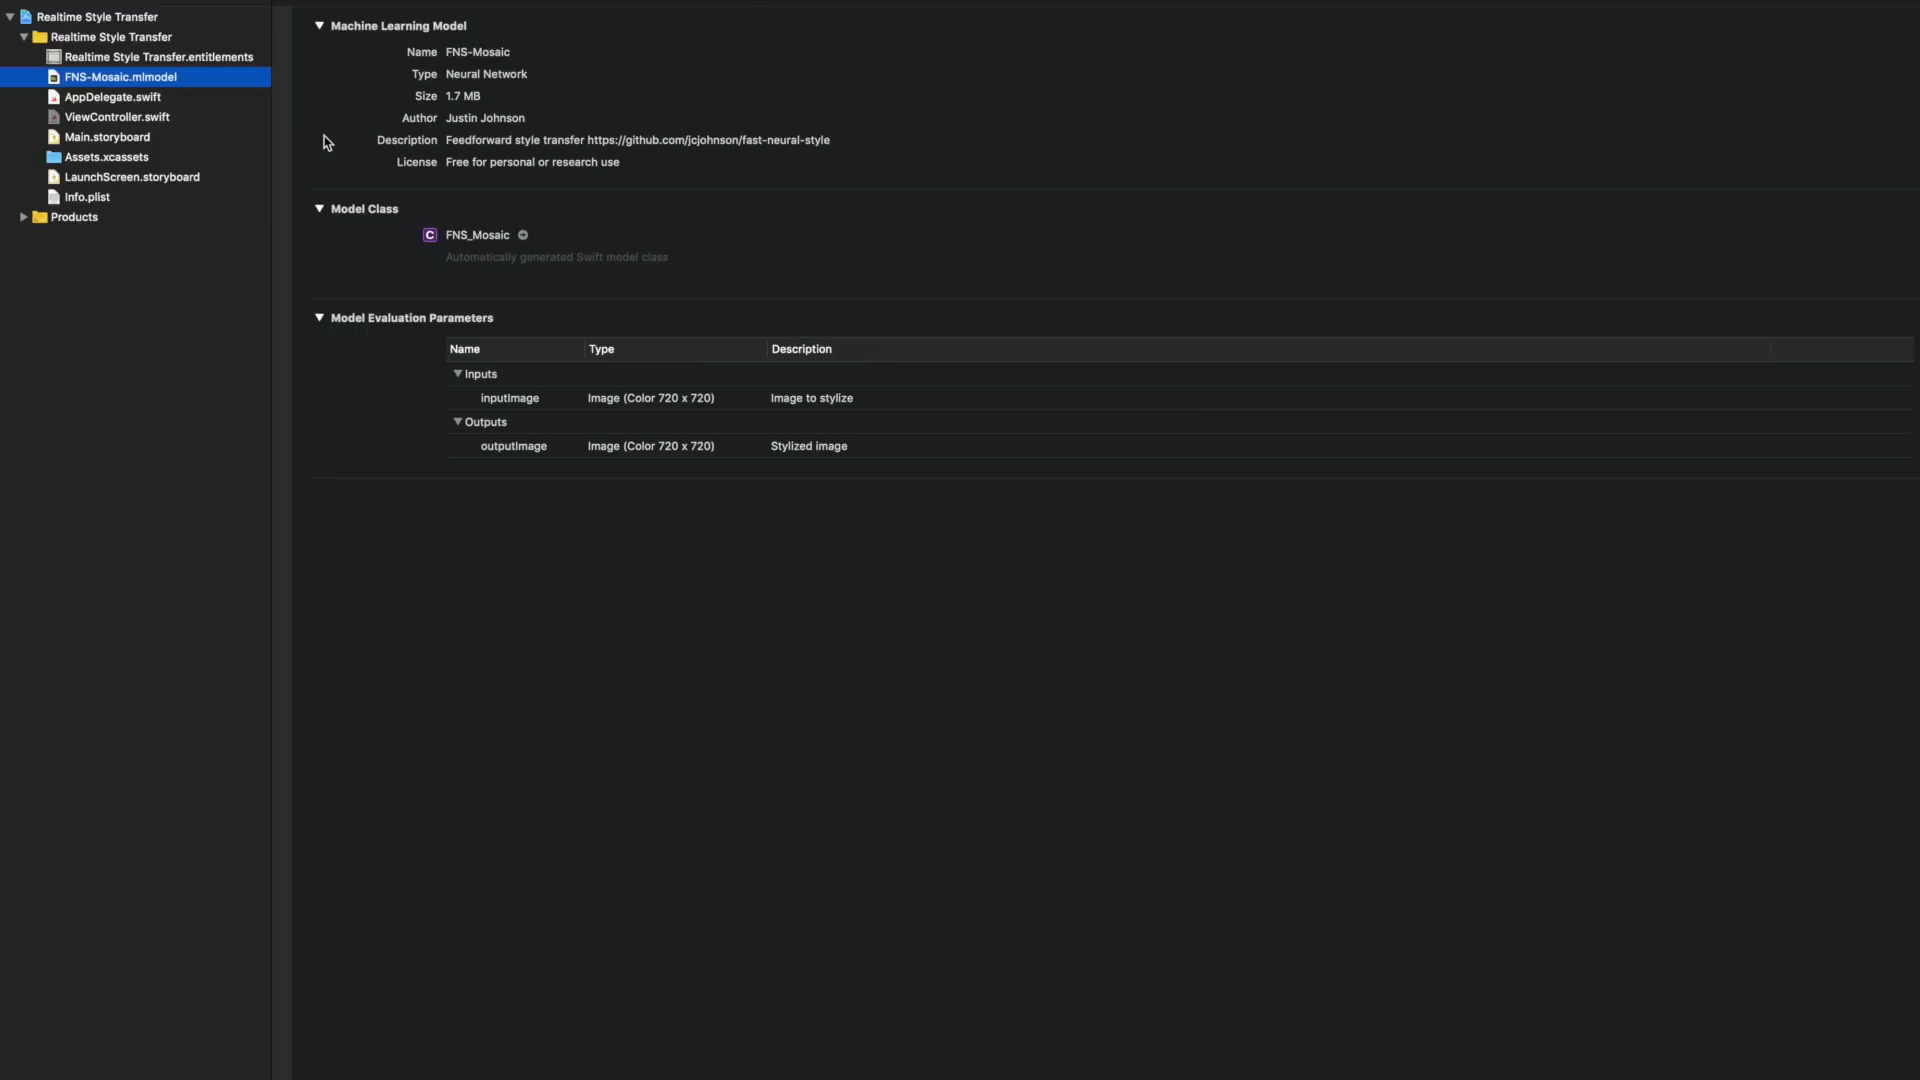 Realtime Style Transfer
Realtime Style Transfer
Realtime Style Transfer.entitlements
FNS-Mosaic.mlmodel
AppDelegate.swift
ViewController.swift
Main.storyboard
Assets.xcassets
LaunchScreen.storyboard
Info.plist
Products
Machine Learning Model
Name FNS-Mosaic
Type Neural Network
Size 1.7 MB
Author Justin Johnson
Description Feedforward style transfer https://github.com/jcjohnson/fast-neural-style
License Free for personal or research use
Model Class
C FNS_Mosaic
Automatically generated Swift model class
Model Evaluation Parameters
Name Type Description
Inputs
inputImage Image (Color 720 x 720) Image to stylize
Outputs
outputImage Image (Color 720 x 720) Stylized image